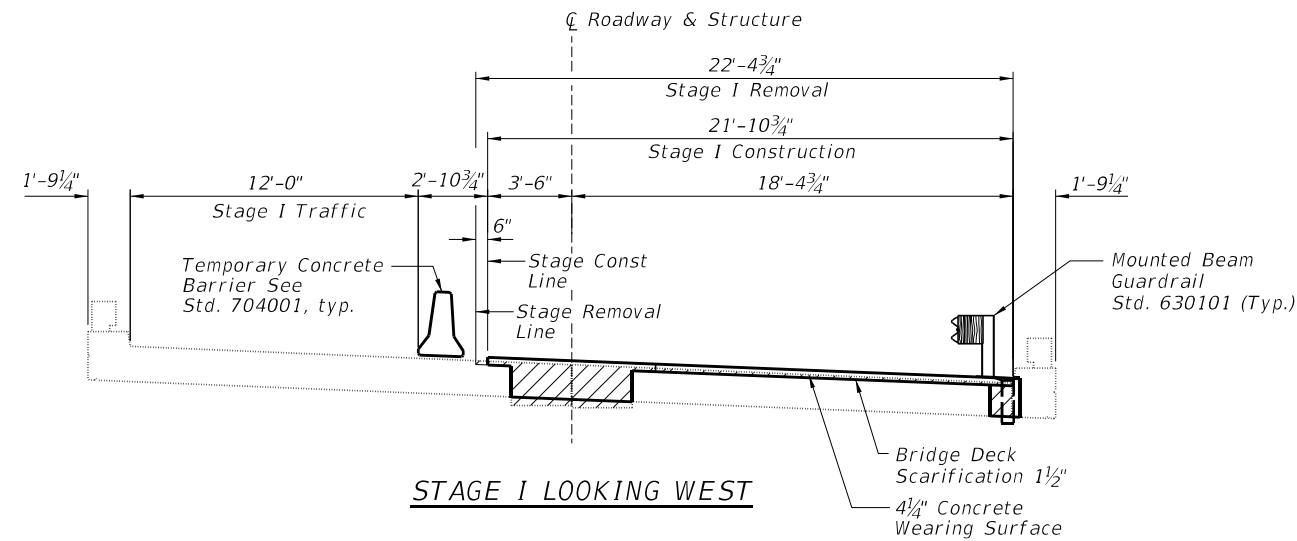 ℄ Roadway & Structure
22'-4¾"
Stage I Removal
21'-10¾"
Stage I Construction
1'-9¼"
12'-0"
2'-10¾"
3'-6"
18'-4¾"
1'-9¼"
Stage I Traffic
6"
Temporary Concrete
Barrier See
Std. 704001, typ.
Stage Const
Line
Stage Removal
Line
Mounted Beam
Guardrail
Std. 630101 (Typ.)
Bridge Deck
Scarification 1½"
4¼" Concrete
Wearing Surface
STAGE I LOOKING WEST